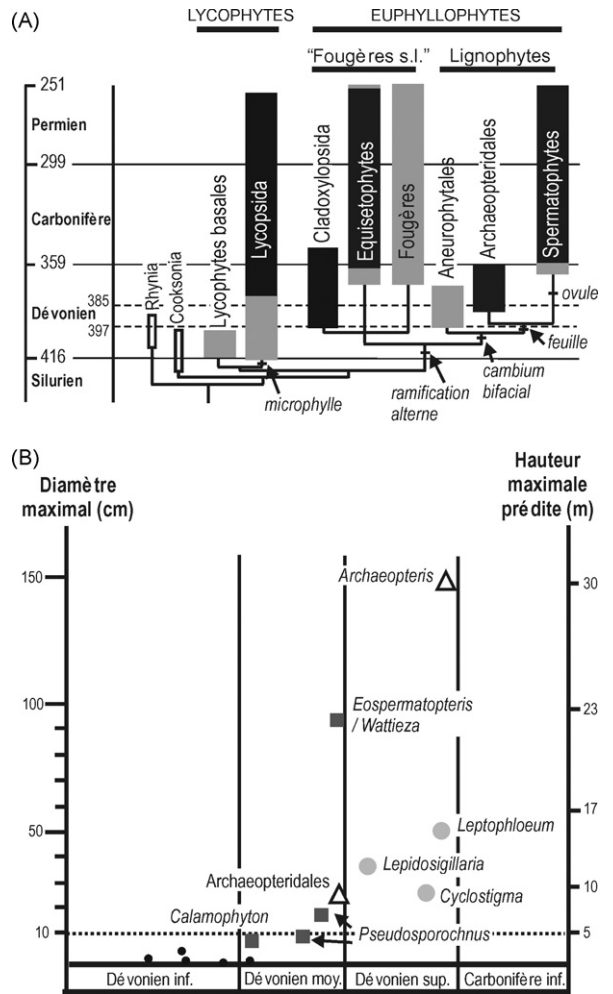 (A)
LYCOPHYTES
EUPHYLLOPHYTES
"Fougères s.l."
Lignophytes
251
Permien
299
Carbonifère
359
385
Dévonien
397
416
Silurien
Rhynia
Cooksonia
Lycophytes basales
Lycopsida
Cladoxylopsida
Equisetophytes
Fougères
Aneurophytales
Archaeopteridales
Spermatophytes
ovule
feuille
cambium
bifacial
ramification
alterne
microphylle
(B)
Diamètre
maximal (cm)
Hauteur
maximale
prédite (m)
150
Archaeopteris
30
100
Eospermatopteris
/ Wattieza
23
17
50
Leptophloeum
Lepidosigillaria
Archaeopteridales
10
Cyclostigma
Calamophyton
Pseudosporochnus
10
5
Dévonien inf.
Dévonien moy.
Dévonien sup.
Carbonifère inf.